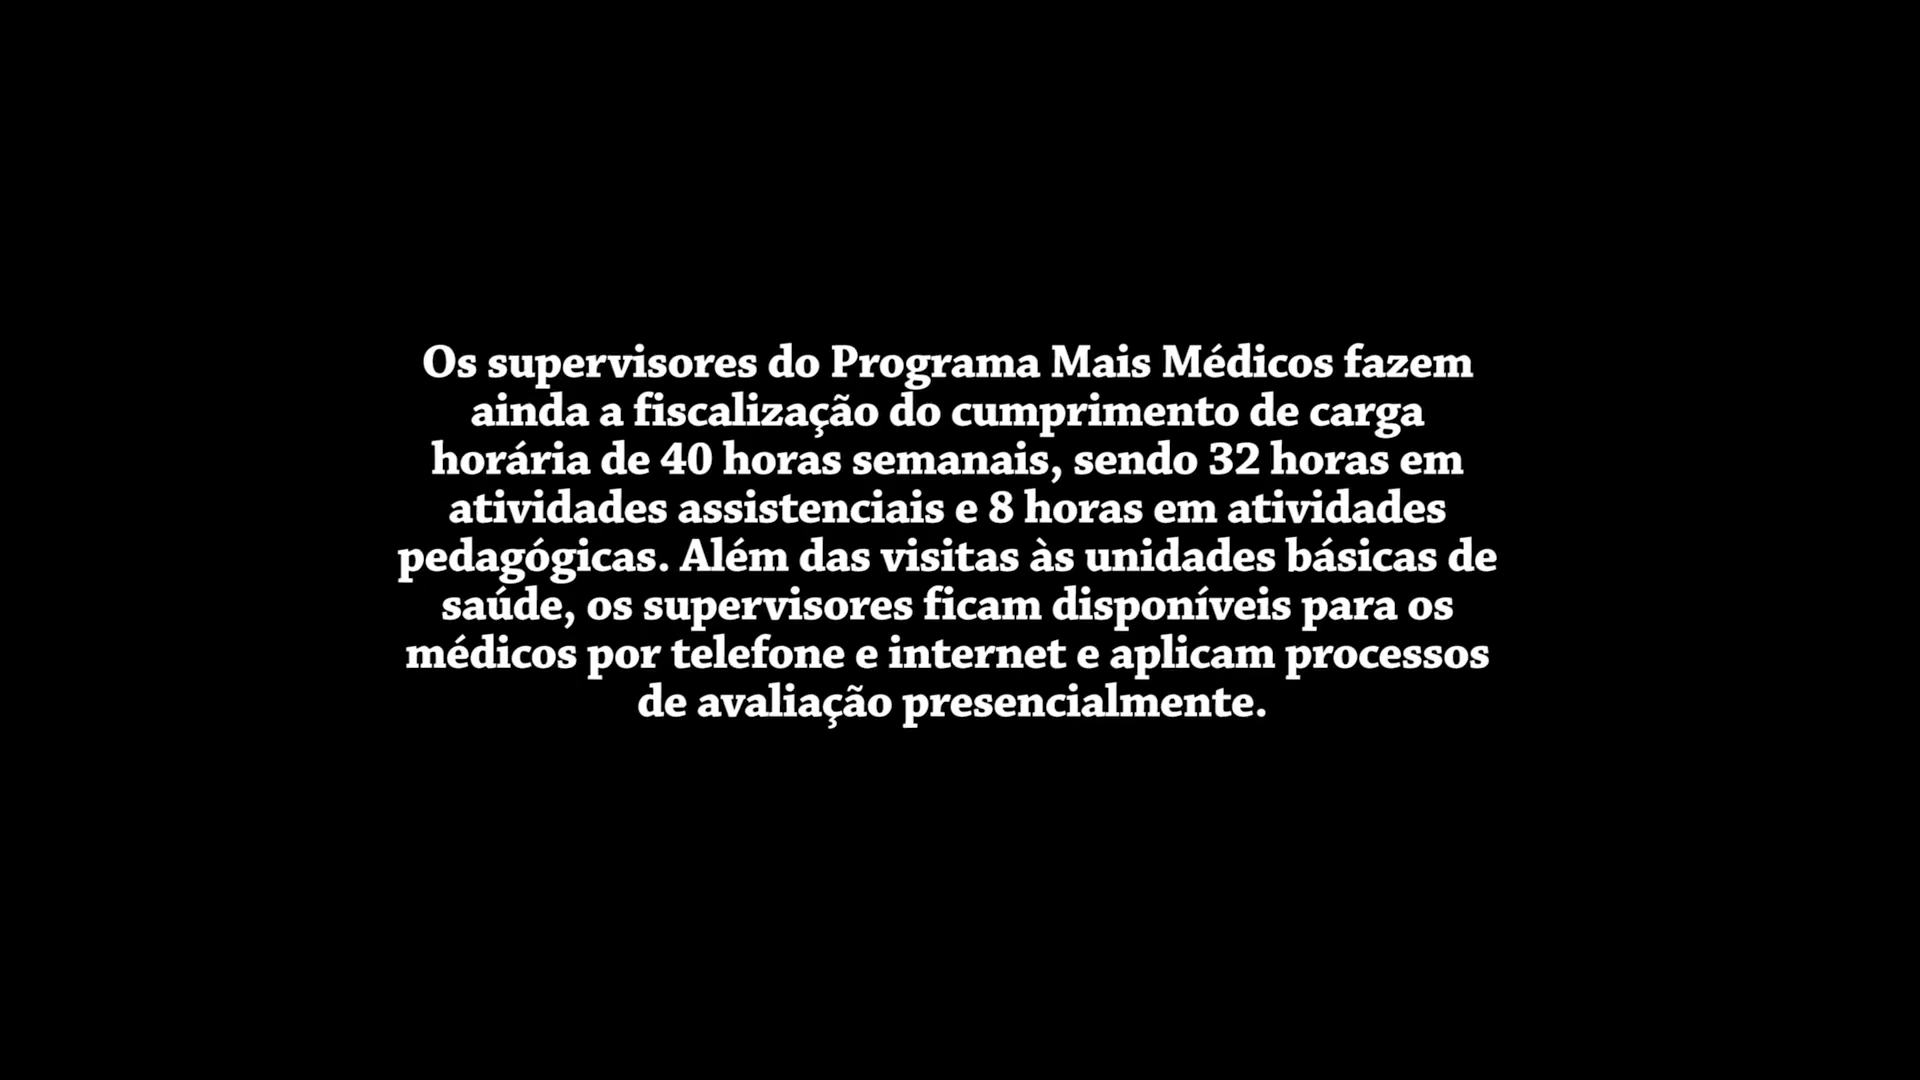 Os supervisores do Programa Mais Médicos fazem
ainda a fiscalização do cumprimento de carga
horária de 40 horas semanais, sendo 32 horas em
atividades assistenciais e 8 horas em atividades
pedagógicas. Além das visitas às unidades básicas de
saúde, os supervisores ficam disponíveis para os
médicos por telefone e internet e aplicam processos
de avaliação presencialmente.